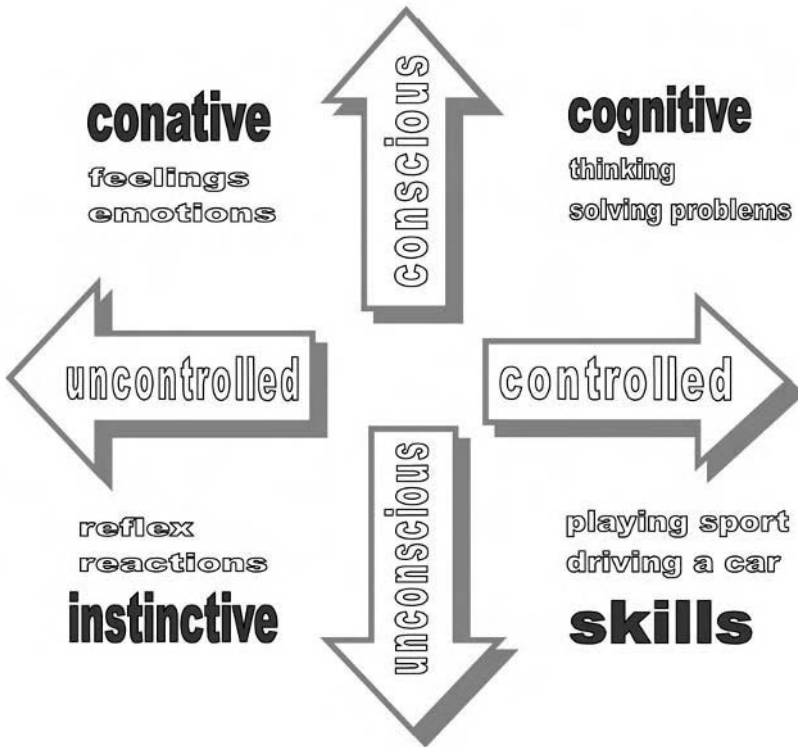 conscious
conative
feelings
emotions
cognitive
thinking
solving problems
uncontrolled
controlled
unconscious
reflex
reactions
instinctive
playing sport
driving a car
skills